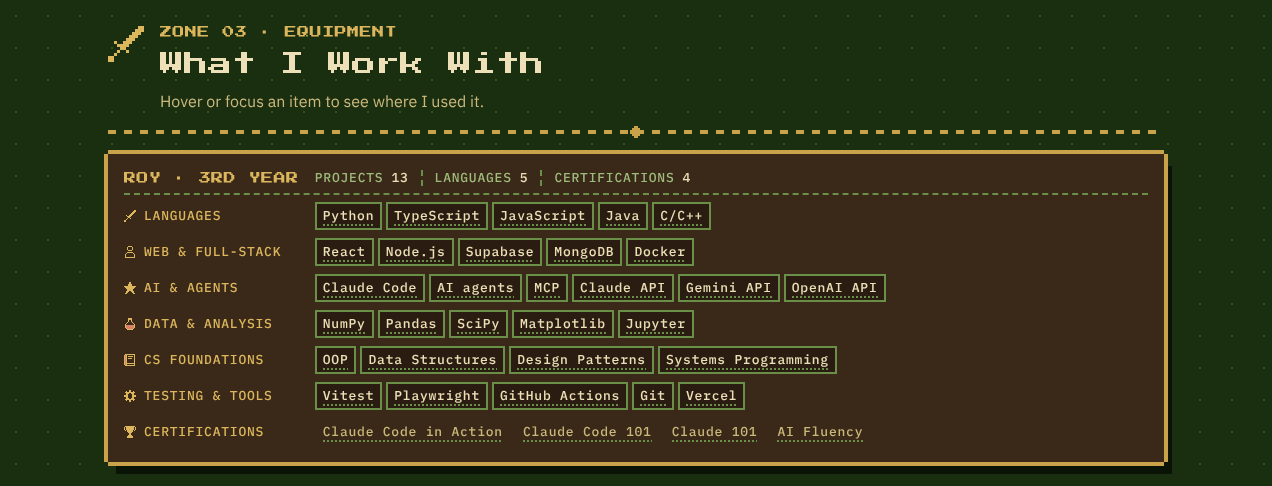 ZONE 03 · EQUIPMENT
What I Work With
Hover or focus an item to see where I used it.
ROY · 3RD YEAR PROJECTS 13 ¦ LANGUAGES 5 ¦ CERTIFICATIONS 4
LANGUAGES Python TypeScript JavaScript Java C/C++
WEB & FULL-STACK React Node.js Supabase MongoDB Docker
AI & AGENTS Claude Code AI agents MCP Claude API Gemini API OpenAI API
DATA & ANALYSIS NumPy Pandas SciPy Matplotlib Jupyter
CS FOUNDATIONS OOP Data Structures Design Patterns Systems Programming
TESTING & TOOLS Vitest Playwright GitHub Actions Git Vercel
CERTIFICATIONS Claude Code in Action Claude Code 101 Claude 101 AI Fluency